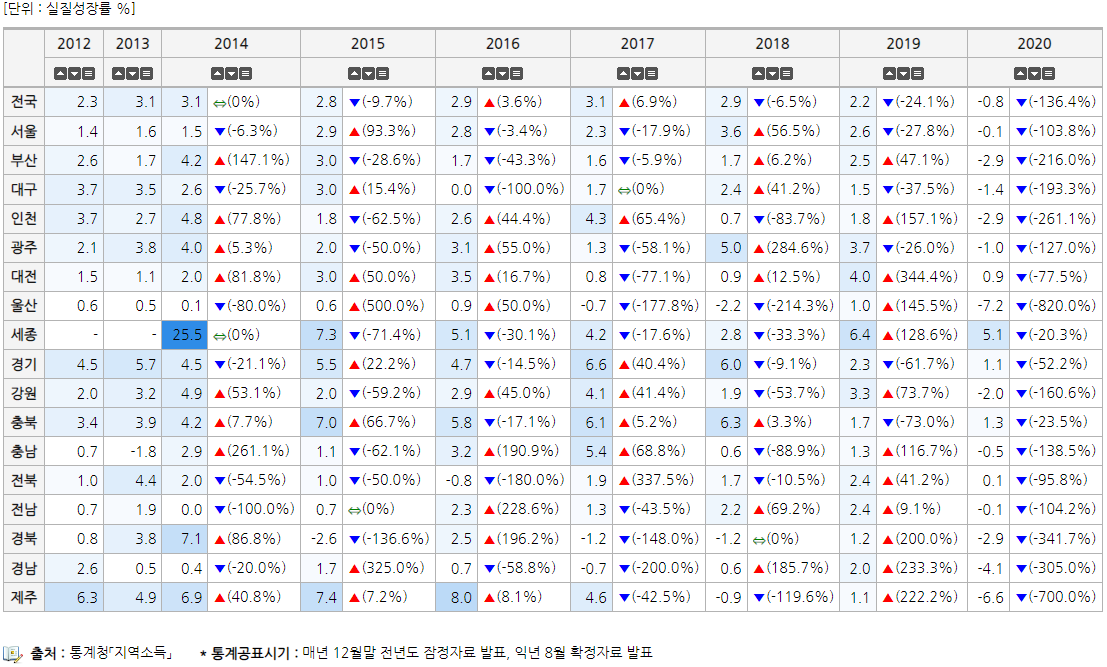 [단위 : 실질성장률 %]
2012 2013 2014 2015 2016 2017 2018 2019 2020
전국 2.3 3.1 3.1 ⇔(0%) 2.8 ▼(-9.7%) 2.9 ▲(3.6%) 3.1 ▲(6.9%) 2.9 ▼(-6.5%) 2.2 ▼(-24.1%) -0.8 ▼(-136.4%)
서울 1.4 1.6 1.5 ▼(-6.3%) 2.9 ▲(93.3%) 2.8 ▼(-3.4%) 2.3 ▼(-17.9%) 3.6 ▲(56.5%) 2.6 ▼(-27.8%) -0.1 ▼(-103.8%)
부산 2.6 1.7 4.2 ▲(147.1%) 3.0 ▼(-28.6%) 1.7 ▼(-43.3%) 1.6 ▼(-5.9%) 1.7 ▲(6.2%) 2.5 ▲(47.1%) -2.9 ▼(-216.0%)
대구 3.7 3.5 2.6 ▼(-25.7%) 3.0 ▲(15.4%) 0.0 ▼(-100.0%) 1.7 ⇔(0%) 2.4 ▲(41.2%) 1.5 ▼(-37.5%) -1.4 ▼(-193.3%)
인천 3.7 2.7 4.8 ▲(77.8%) 1.8 ▼(-62.5%) 2.6 ▲(44.4%) 4.3 ▲(65.4%) 0.7 ▼(-83.7%) 1.8 ▲(157.1%) -2.9 ▼(-261.1%)
광주 2.1 3.8 4.0 ▲(5.3%) 2.0 ▼(-50.0%) 3.1 ▲(55.0%) 1.3 ▼(-58.1%) 5.0 ▲(284.6%) 3.7 ▼(-26.0%) -1.0 ▼(-127.0%)
대전 1.5 1.1 2.0 ▲(81.8%) 3.0 ▲(50.0%) 3.5 ▲(16.7%) 0.8 ▼(-77.1%) 0.9 ▲(12.5%) 4.0 ▲(344.4%) 0.9 ▼(-77.5%)
울산 0.6 0.5 0.1 ▼(-80.0%) 0.6 ▲(500.0%) 0.9 ▲(50.0%) -0.7 ▼(-177.8%) -2.2 ▼(-214.3%) 1.0 ▲(145.5%) -7.2 ▼(-820.0%)
세종 - - 25.5 ⇔(0%) 7.3 ▼(-71.4%) 5.1 ▼(-30.1%) 4.2 ▼(-17.6%) 2.8 ▼(-33.3%) 6.4 ▲(128.6%) 5.1 ▼(-20.3%)
경기 4.5 5.7 4.5 ▼(-21.1%) 5.5 ▲(22.2%) 4.7 ▼(-14.5%) 6.6 ▲(40.4%) 6.0 ▼(-9.1%) 2.3 ▼(-61.7%) 1.1 ▼(-52.2%)
강원 2.0 3.2 4.9 ▲(53.1%) 2.0 ▼(-59.2%) 2.9 ▲(45.0%) 4.1 ▲(41.4%) 1.9 ▼(-53.7%) 3.3 ▲(73.7%) -2.0 ▼(-160.6%)
충북 3.4 3.9 4.2 ▲(7.7%) 7.0 ▲(66.7%) 5.8 ▼(-17.1%) 6.1 ▲(5.2%) 6.3 ▲(3.3%) 1.7 ▼(-73.0%) 1.3 ▼(-23.5%)
충남 0.7 -1.8 2.9 ▲(261.1%) 1.1 ▼(-62.1%) 3.2 ▲(190.9%) 5.4 ▲(68.8%) 0.6 ▼(-88.9%) 1.3 ▲(116.7%) -0.5 ▼(-138.5%)
전북 1.0 4.4 2.0 ▼(-54.5%) 1.0 ▼(-50.0%) -0.8 ▼(-180.0%) 1.9 ▲(337.5%) 1.7 ▼(-10.5%) 2.4 ▲(41.2%) 0.1 ▼(-95.8%)
전남 0.7 1.9 0.0 ▼(-100.0%) 0.7 ⇔(0%) 2.3 ▲(228.6%) 1.3 ▼(-43.5%) 2.2 ▲(69.2%) 2.4 ▲(9.1%) -0.1 ▼(-104.2%)
경북 0.8 3.8 7.1 ▲(86.8%) -2.6 ▼(-136.6%) 2.5 ▲(196.2%) -1.2 ▼(-148.0%) -1.2 ⇔(0%) 1.2 ▲(200.0%) -2.9 ▼(-341.7%)
경남 2.6 0.5 0.4 ▼(-20.0%) 1.7 ▲(325.0%) 0.7 ▼(-58.8%) -0.7 ▼(-200.0%) 0.6 ▲(185.7%) 2.0 ▲(233.3%) -4.1 ▼(-305.0%)
제주 6.3 4.9 6.9 ▲(40.8%) 7.4 ▲(7.2%) 8.0 ▲(8.1%) 4.6 ▼(-42.5%) -0.9 ▼(-119.6%) 1.1 ▲(222.2%) -6.6 ▼(-700.0%)
출처 : 통계청「지역소득」 * 통계공표시기 : 매년 12월말 전년도 잠정자료 발표, 익년 8월 확정자료 발표